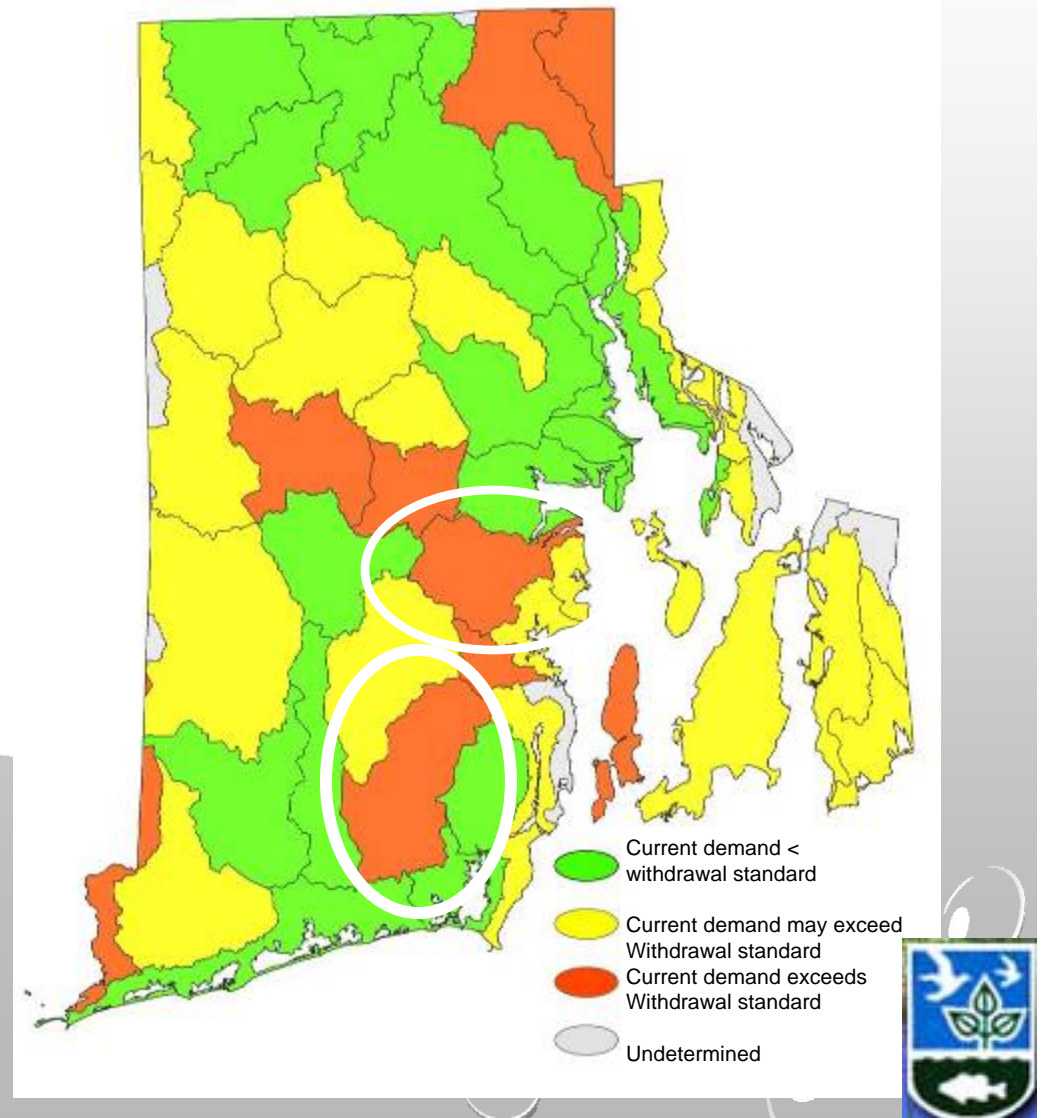 Current demand <
withdrawal standard
Current demand may exceed
Withdrawal standard
Current demand exceeds
Withdrawal standard
Undetermined